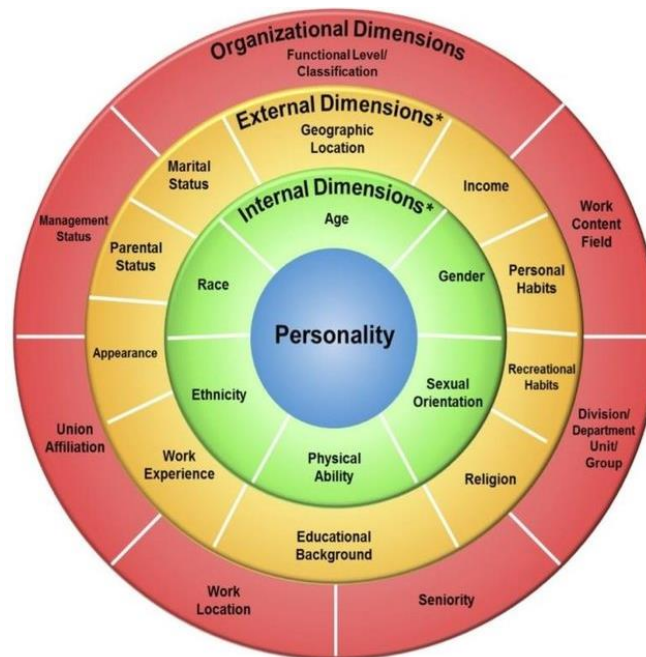 Organizational Dimensions
Functional Level/
Classification
External Dimensions*
Geographic
Location
Marital
Status
Income
Internal Dimensions*
Age
Work
Content
Field
Management
Status
Parental
Status
Race
Gender
Personal
Habits
Personality
Appearance
Recreational
Habits
Ethnicity
Sexual
Orientation
Division/
Department
Unit/
Group
Union
Affiliation
Work
Experience
Physical
Ability
Religion
Educational
Background
Work
Location
Seniority